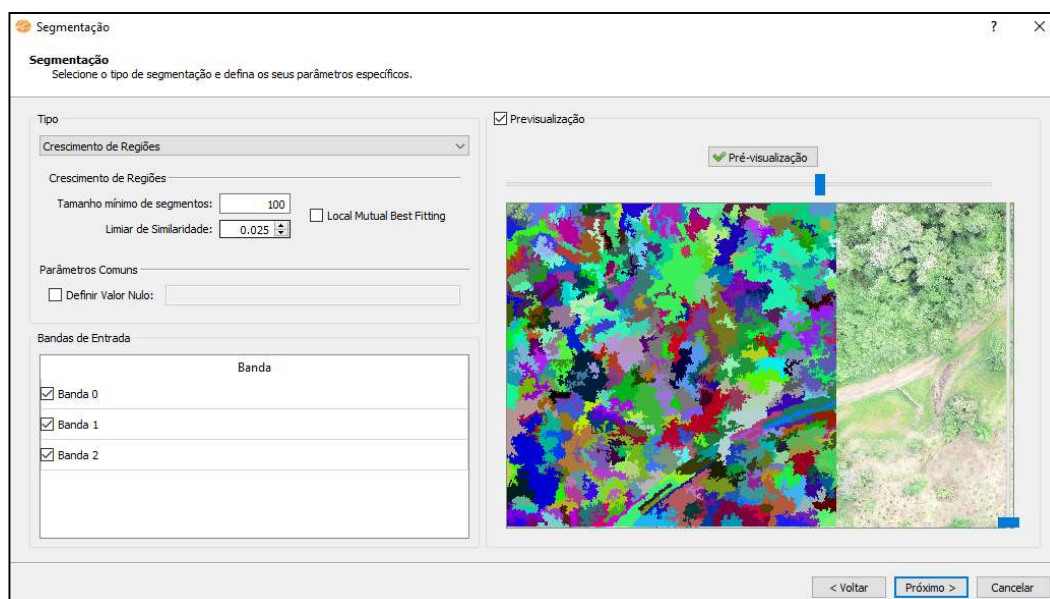 Segmentação
?
Segmentação
Selecione o tipo de segmentação e defina os seus parâmetros específicos.
Tipo
Crescimento de Regiões
Crescimento de Regiões
Tamanho mínimo de segmentos: 100
Limiar de Similaridade: 0.025
Local Mutual Best Fitting
Parâmetros Comuns
Definir Valor Nulo:
Bandas de Entrada
Banda
Banda 0
Banda 1
Banda 2
Previsualização
Pré-visualização
< Voltar
Próximo >
Cancelar